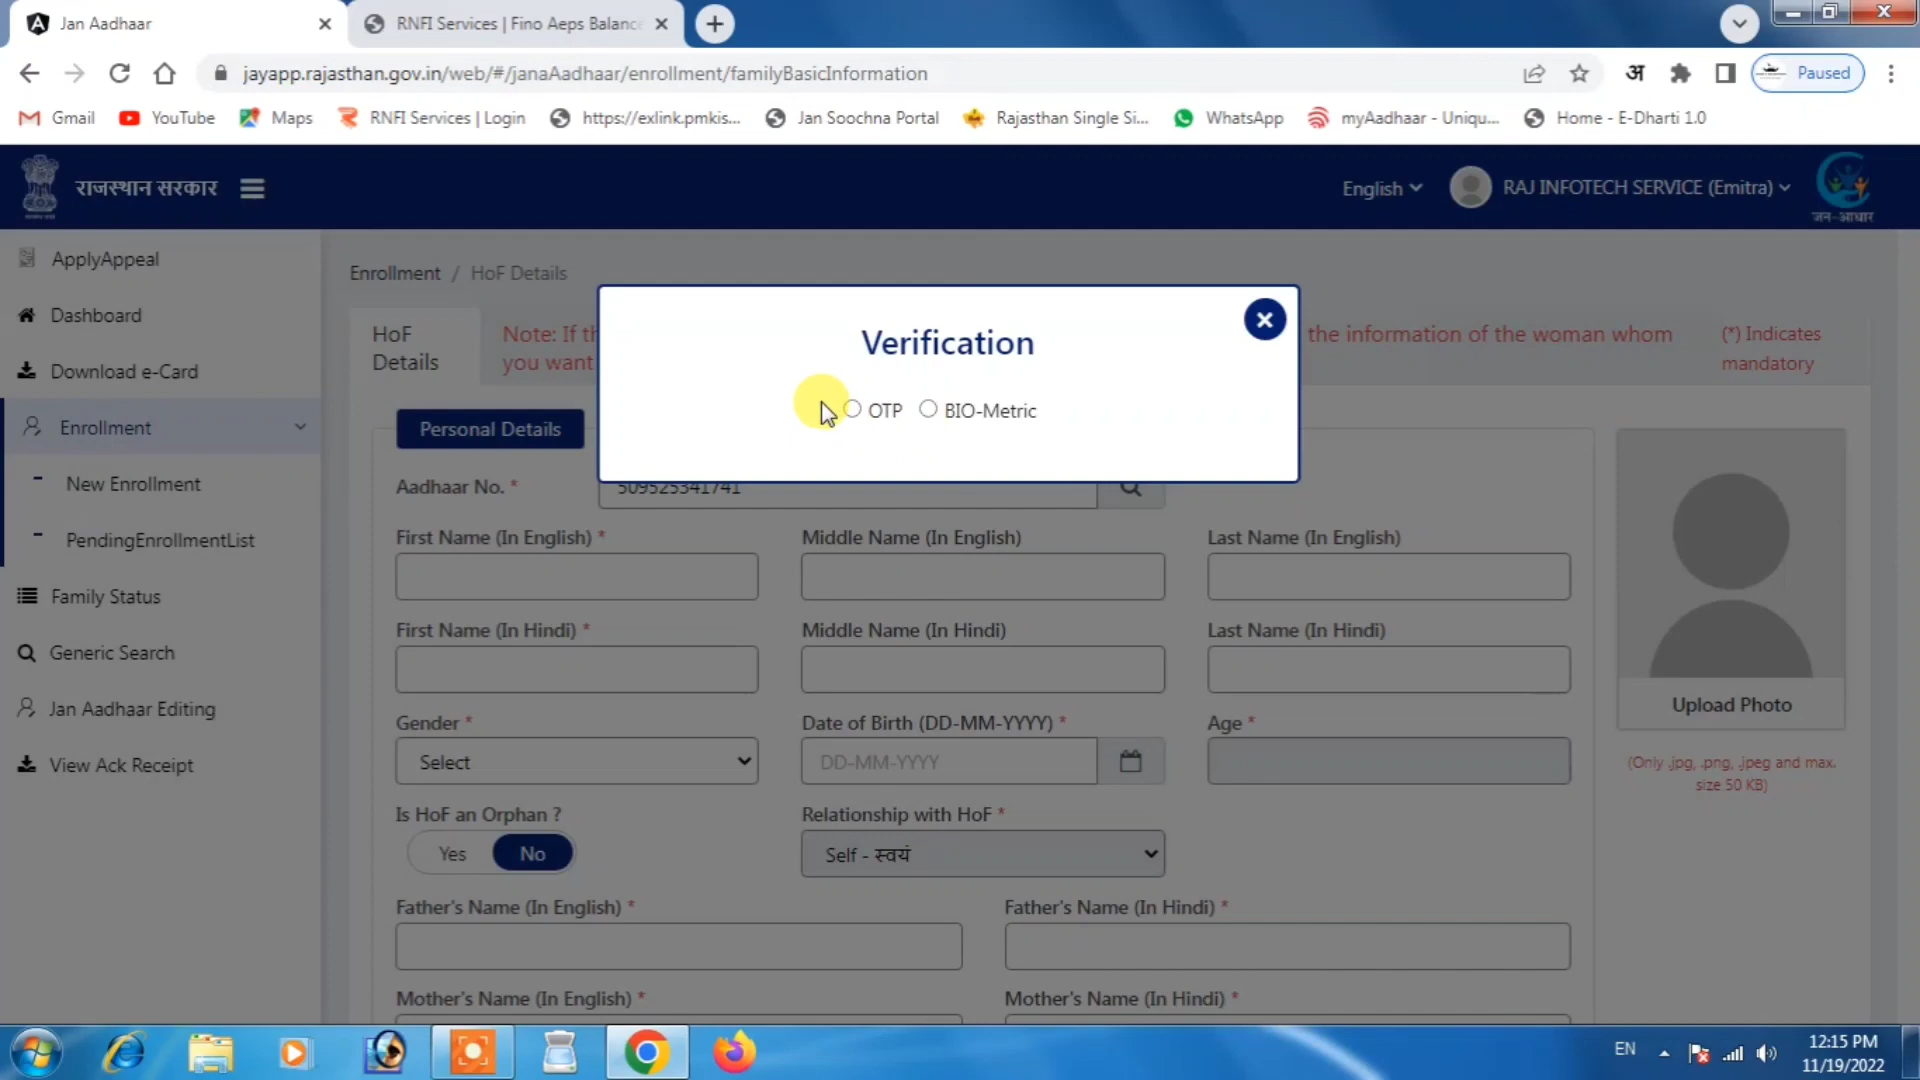 Jan Aadhaar
RNFI Services | Fino Aeps Balance
jayapp.rajasthan.gov.in/web/#/janaAadhaar/enrollment/familyBasicInformation
अ
Paused
Gmail
YouTube
Maps
RNFI Services | Login
https://exlink.pmkis...
Jan Soochna Portal
Rajasthan Single Si...
WhatsApp
myAadhaar - Uniqu...
Home - E-Dharti 1.0
राजस्थान सरकार
English
RAJ INFOTECH SERVICE (Emitra)
जन-आधार
ApplyAppeal
Dashboard
Download e-Card
Enrollment
New Enrollment
PendingEnrollmentList
Family Status
Generic Search
Jan Aadhaar Editing
View Ack Receipt
Enrollment / HoF Details
HoF
Details
Note: If th
the information of the woman whom
you want
(*) Indicates
mandatory
Verification
OTP
BIO-Metric
Personal Details
Aadhaar No. *
509525341741
First Name (In English) *
Middle Name (In English)
Last Name (In English)
First Name (In Hindi) *
Middle Name (In Hindi)
Last Name (In Hindi)
Gender *
Date of Birth (DD-MM-YYYY) *
Age *
Select
DD-MM-YYYY
Upload Photo
(Only .jpg, .png, .jpeg and max.
size 50 KB)
Is HoF an Orphan ?
Relationship with HoF *
Yes
No
Self - स्वयं
Father's Name (In English) *
Father's Name (In Hindi) *
Mother's Name (In English) *
Mother's Name (In Hindi) *
EN
12:15 PM
11/19/2022